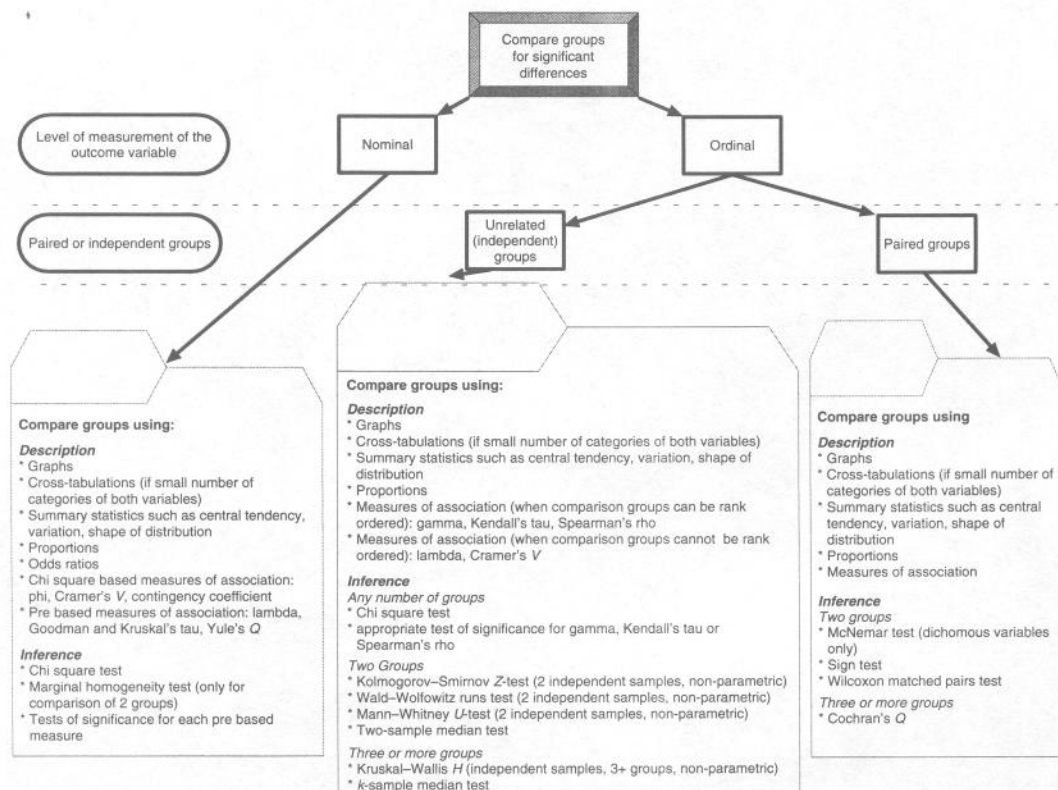 Compare groups
for significant
differences
Level of measurement of the
outcome variable
Nominal
Ordinal
Paired or independent groups
Unrelated
(independent)
groups
Paired groups
Compare groups using:
Description
* Graphs
* Cross-tabulations (if small number of
categories of both variables)
* Summary statistics such as central tendency,
variation, shape of distribution
* Proportions
* Odds ratios
* Chi square based measures of association:
phi, Cramer's V, contingency coefficient
* Pre based measures of association: lambda,
Goodman and Kruskal's tau, Yule's Q
Inference
* Chi square test
* Marginal homogeneity test (only for
comparison of 2 groups)
* Tests of significance for each pre based
measure
Compare groups using:
Description
* Graphs
* Cross-tabulations (if small number of categories of both variables)
* Summary statistics such as central tendency, variation, shape of
distribution
* Proportions
* Measures of association (when comparison groups can be rank
ordered): gamma, Kendall's tau, Spearman's rho
* Measures of association (when comparison groups cannot be rank
ordered): lambda, Cramer's V
Inference
Any number of groups
* Chi square test
* appropriate test of significance for gamma, Kendall's tau or
Spearman's rho
Two Groups
* Kolmogorov–Smirnov Z-test (2 independent samples, non-parametric)
* Wald–Wolfowitz runs test (2 independent samples, non-parametric)
* Mann–Whitney U-test (2 independent samples, non-parametric)
* Two-sample median test
Three or more groups
* Kruskal–Wallis H (independent samples, 3+ groups, non-parametric)
* k-sample median test
Compare groups using
Description
* Graphs
* Cross-tabulations (if small number of
categories of both variables)
* Summary statistics such as central
tendency, variation, shape of
distribution
* Proportions
* Measures of association
Inference
Two groups
* McNemar test (dichomous variables
only)
* Sign test
* Wilcoxon matched pairs test
Three or more groups
* Cochran's Q